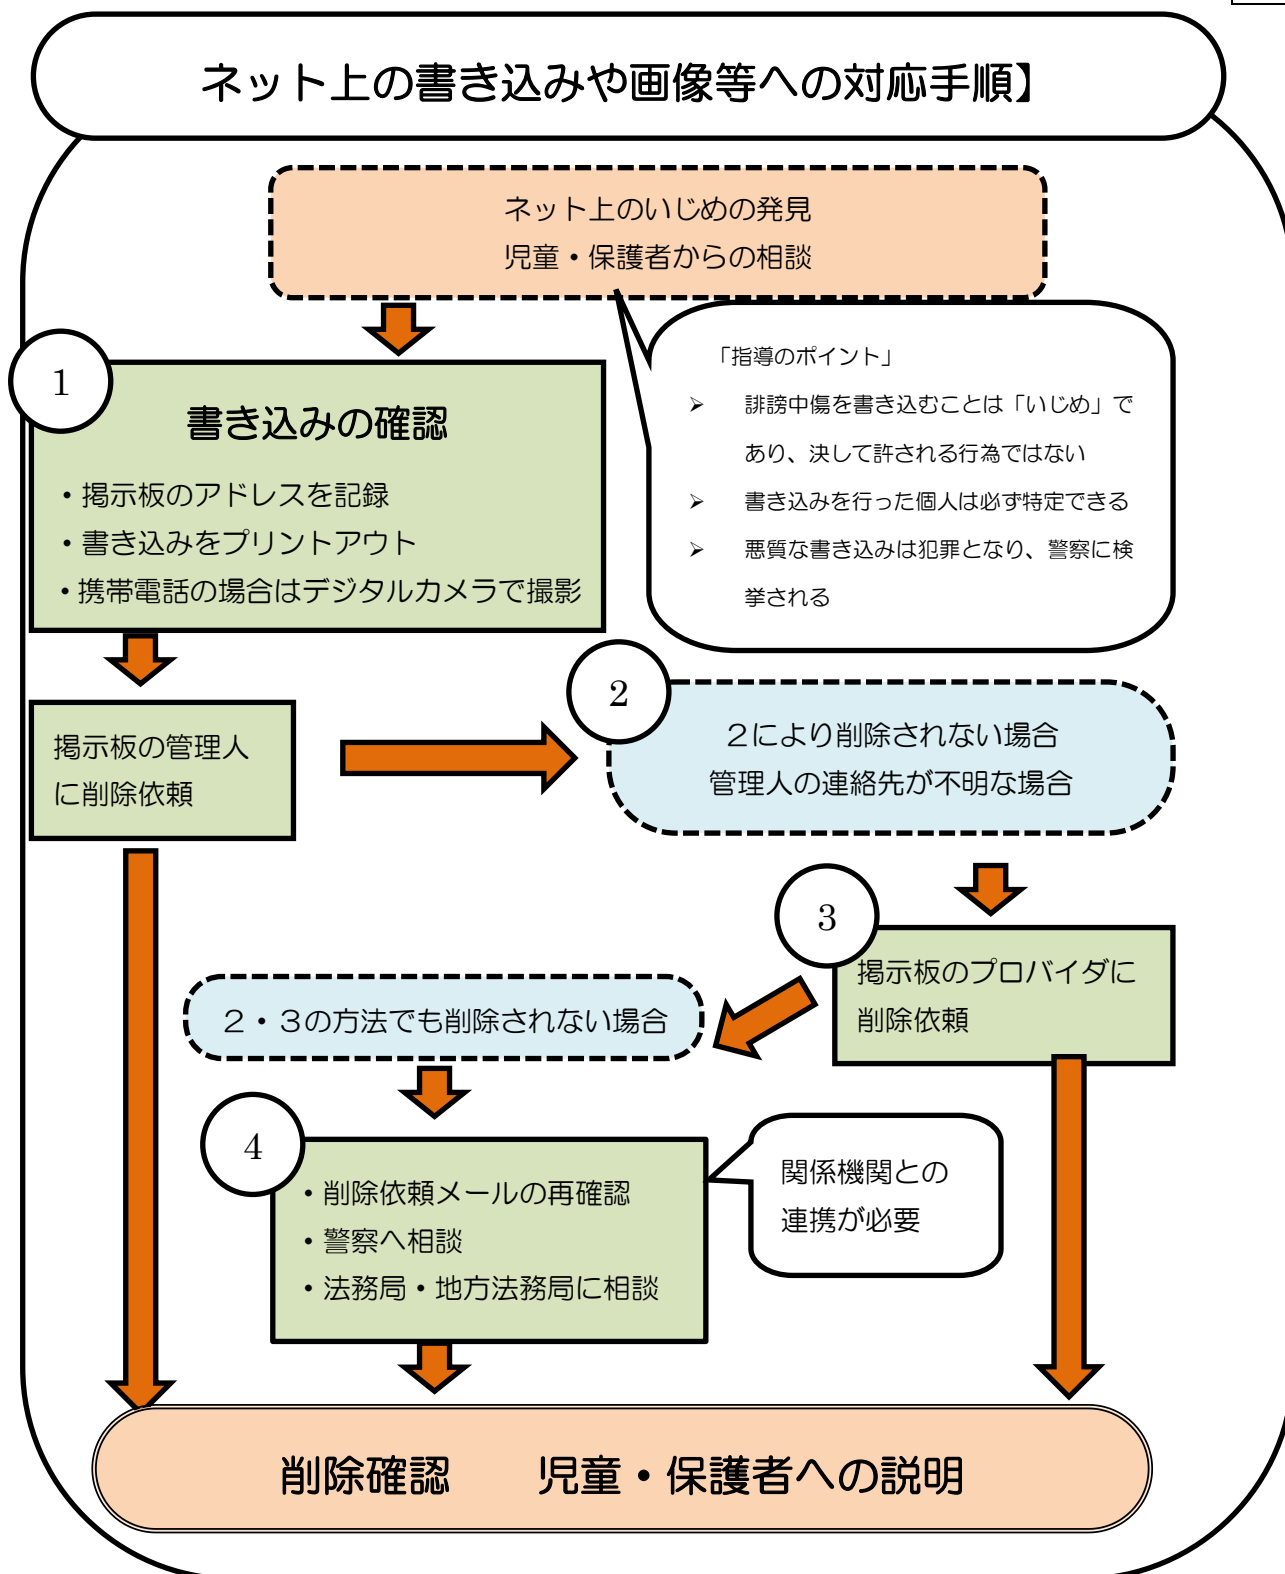 ネット上の書き込みや画像等への対応手順】
ネット上のいじめの発見
児童・保護者からの相談
1
書き込みの確認
・掲示板のアドレスを記録
・書き込みをプリントアウト
・携帯電話の場合はデジタルカメラで撮影
「指導のポイント」
➢ 誹謗中傷を書き込むことは「いじめ」で
あり、決して許される行為ではない
➢ 書き込みを行った個人は必ず特定できる
➢ 悪質な書き込みは犯罪となり、警察に検
挙される
掲示板の管理人
に削除依頼
2
２により削除されない場合
管理人の連絡先が不明な場合
3
掲示板のプロバイダに
削除依頼
２・３の方法でも削除されない場合
4
・削除依頼メールの再確認
・警察へ相談
・法務局・地方法務局に相談
関係機関との
連携が必要
削除確認　　児童・保護者への説明